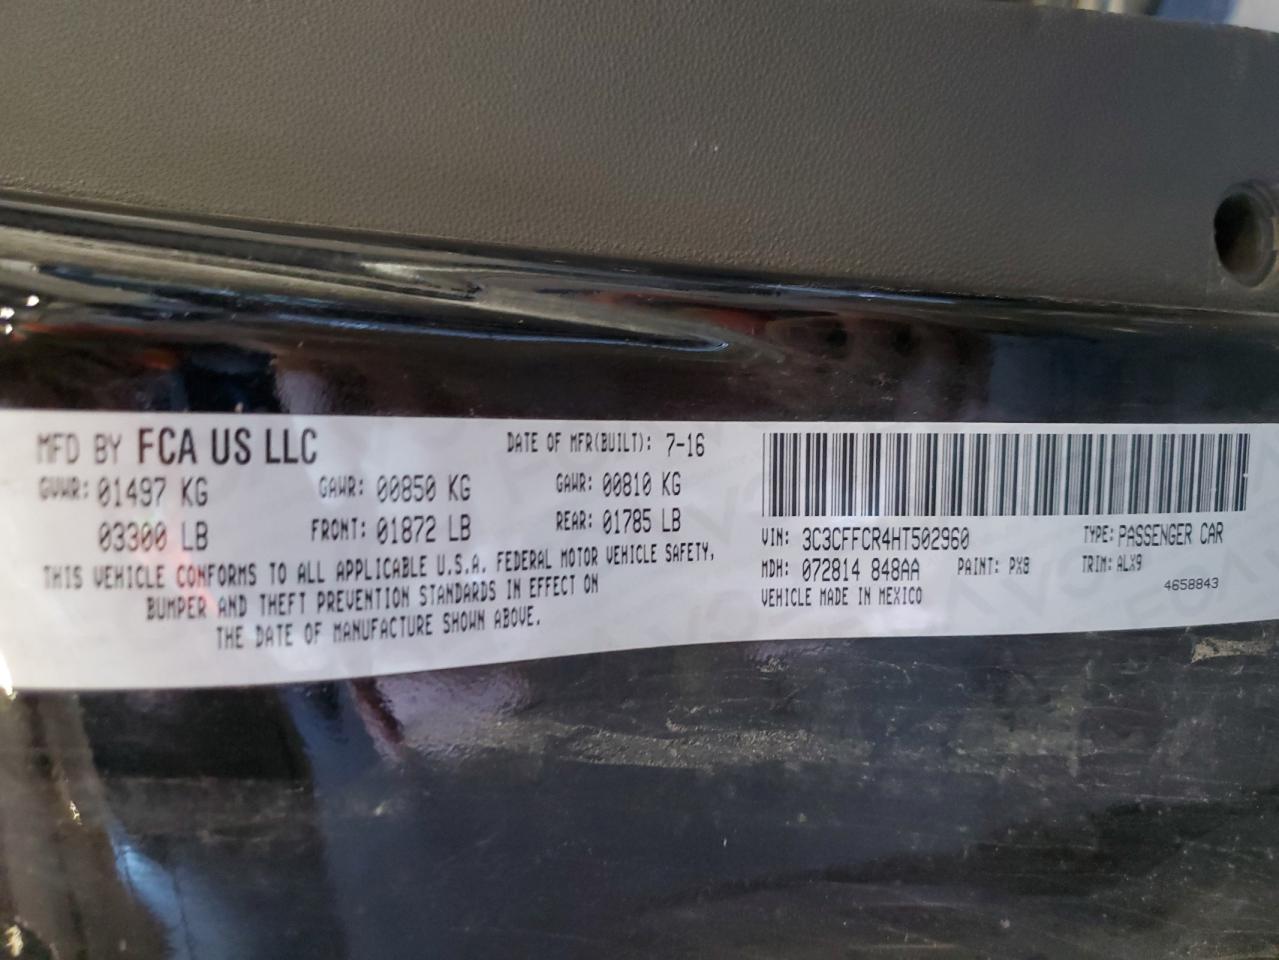 MFD BY FCA US LLC DATE OF MFR(BUILT): 7-16
GVWR: 01497 KG GAWR: 00850 KG GAWR: 00810 KG
03300 LB FRONT: 01872 LB REAR: 01785 LB
THIS VEHICLE CONFORMS TO ALL APPLICABLE U.S.A. FEDERAL MOTOR VEHICLE SAFETY,
BUMPER AND THEFT PREVENTION STANDARDS IN EFFECT ON
THE DATE OF MANUFACTURE SHOWN ABOVE.
VIN: 3C3CFFCR4HT502960 TYPE: PASSENGER CAR
MDH: 072814 848AA PAINT: PX8 TRIM: ALX9
VEHICLE MADE IN MEXICO 4658843